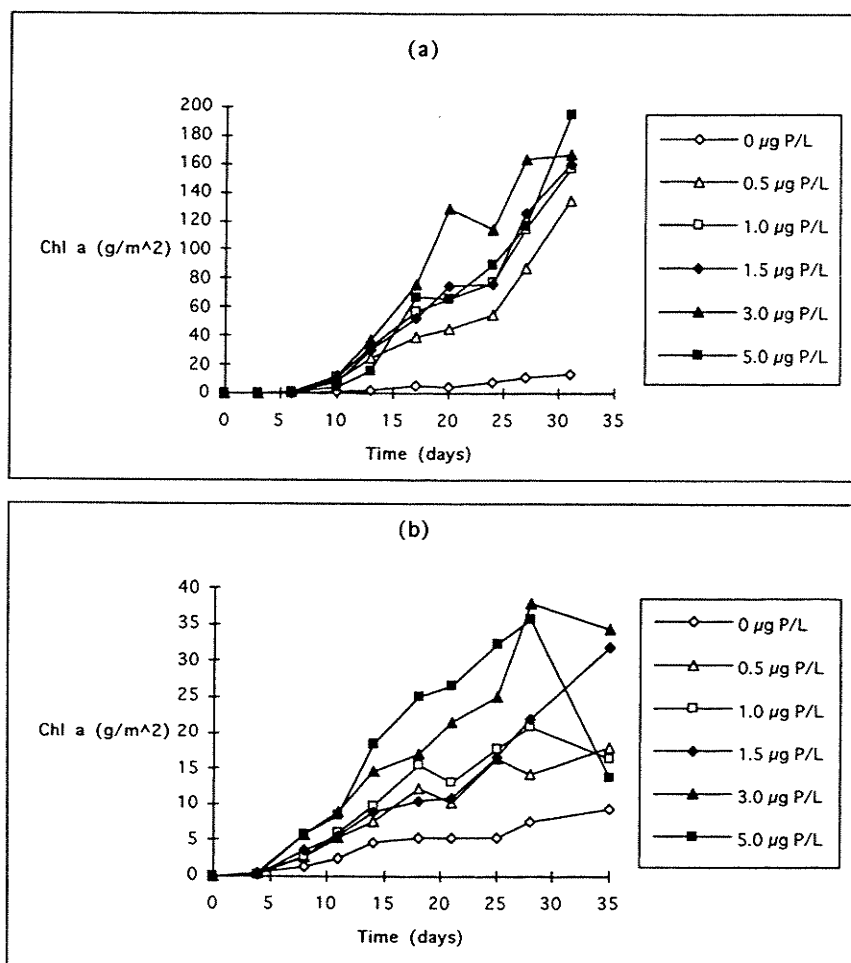 (a)
200
180
160
140
120
Chl a (g/m^2) 100
80
60
40
20
0
0 5 10 15 20 25 30 35
Time (days)
0 µg P/L
0.5 µg P/L
1.0 µg P/L
1.5 µg P/L
3.0 µg P/L
5.0 µg P/L
(b)
40
35
30
25
Chl a (g/m^2) 20
15
10
5
0
0 5 10 15 20 25 30 35
Time (days)
0 µg P/L
0.5 µg P/L
1.0 µg P/L
1.5 µg P/L
3.0 µg P/L
5.0 µg P/L